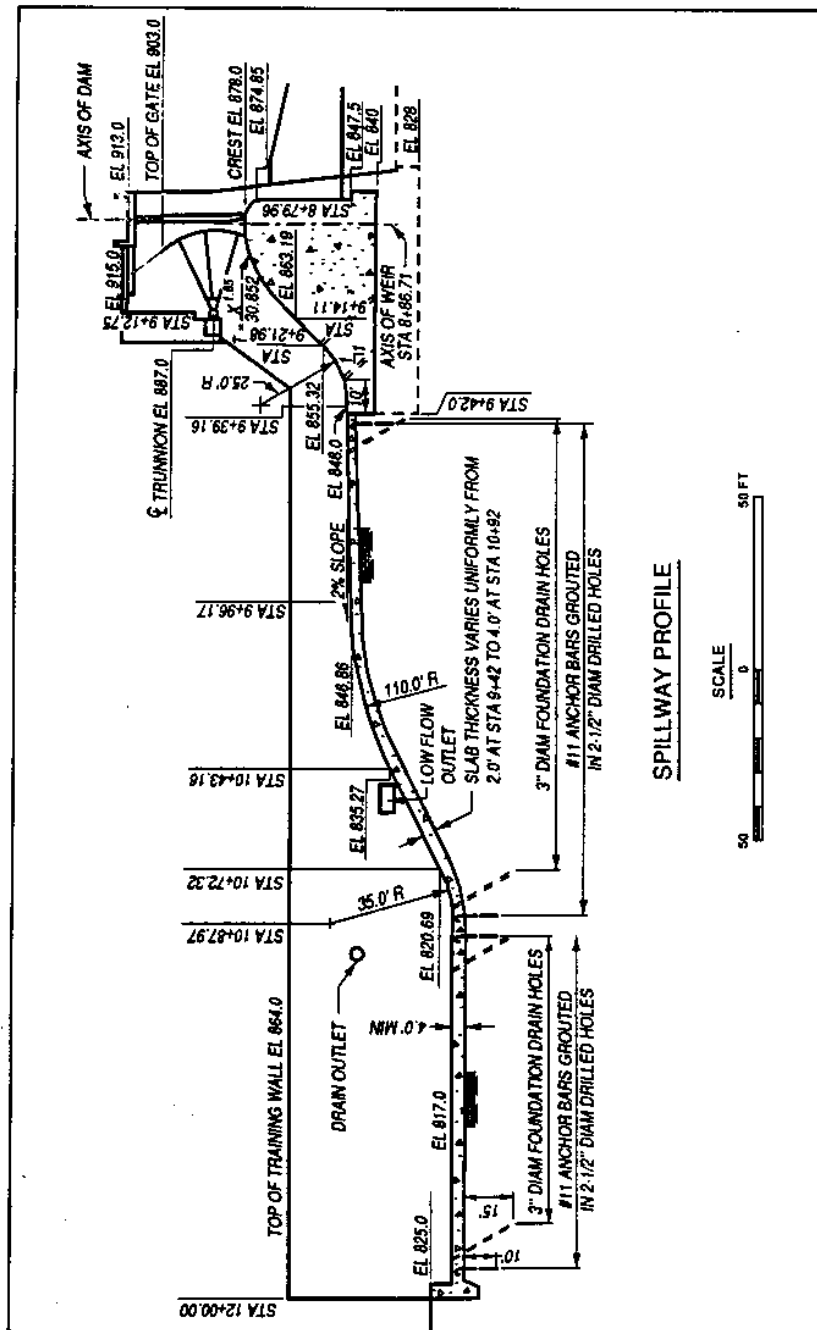 AXIS OF DAM
TOP OF GATE EL 903.0
EL 913.0
EL 915.0
STA 9+12.75
℄ TRUNNION EL 887.0
CREST EL 878.0
EL 874.85
STA 8+79.96
EL 863.19
30.852
X 1.85
9+14.11
STA
9+21.98
STA
25.0' R
EL 855.32
STA 9+39.16
10'
EL 847.5
EL 840
EL 828
AXIS OF WEIR
STA 8+86.71
STA 9+42.0
EL 848.0
2% SLOPE
STA 9+96.17
EL 846.86
110.0' R
STA 10+43.16
EL 835.27
LOW FLOW
OUTLET
SLAB THICKNESS VARIES UNIFORMLY FROM
2.0' AT STA 9+42 TO 4.0' AT STA 10+92
STA 10+72.32
35.0' R
STA 10+87.97
EL 820.69
3" DIAM FOUNDATION DRAIN HOLES
#11 ANCHOR BARS GROUTED
IN 2-1/2" DIAM DRILLED HOLES
TOP OF TRAINING WALL EL 864.0
DRAIN OUTLET
4.0' MIN
EL 817.0
EL 825.0
STA 12+00.00
15'
10'
3" DIAM FOUNDATION DRAIN HOLES
#11 ANCHOR BARS GROUTED
IN 2-1/2" DIAM DRILLED HOLES
SPILLWAY PROFILE
SCALE
50
0
50 FT